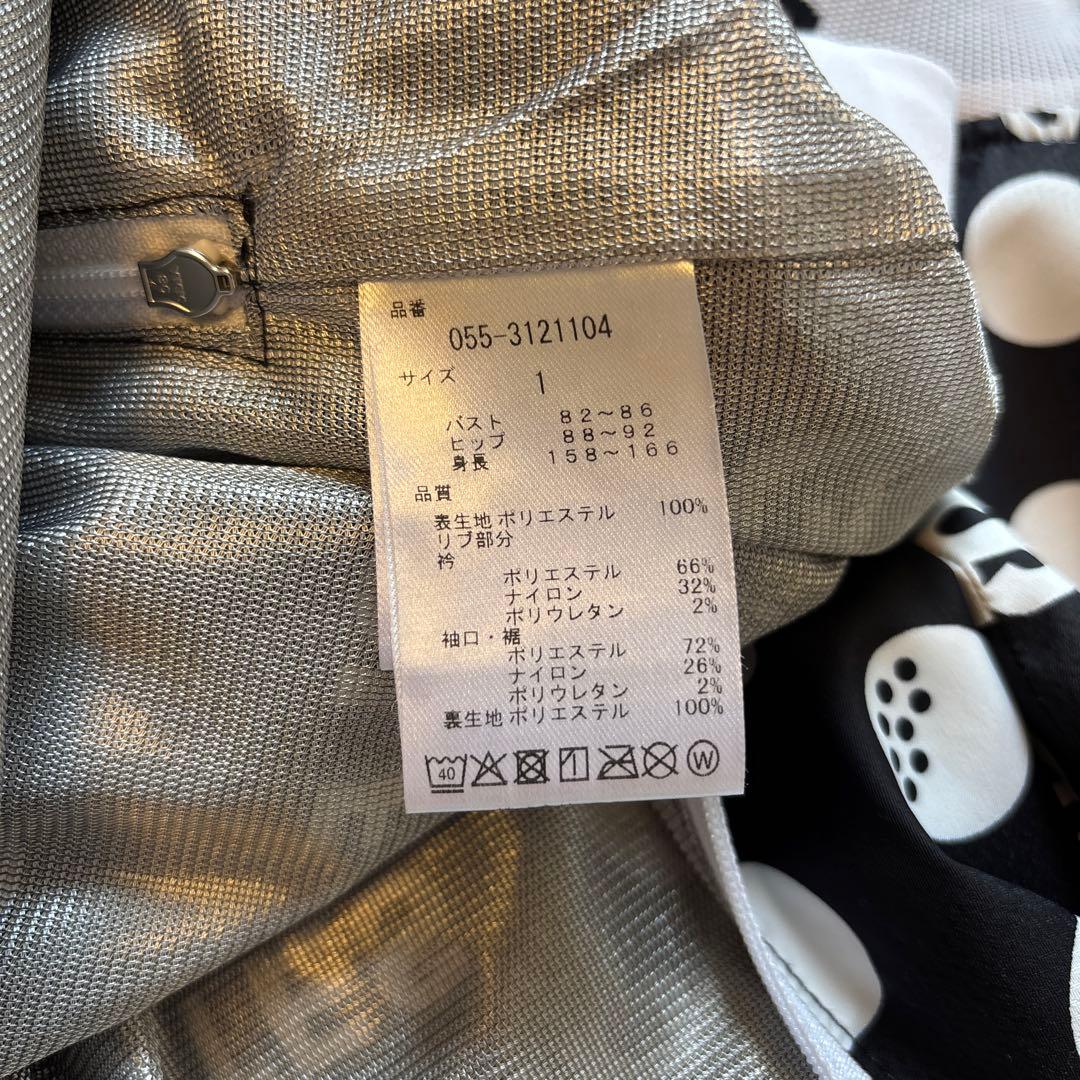 品番
055-3121104
サイズ 1
バスト 82～86
ヒップ 88～92
身長 158～166
品質
表生地 ポリエステル 100%
リブ部分
衿
ポリエステル 66%
ナイロン 32%
ポリウレタン 2%
袖口・裾
ポリエステル 72%
ナイロン 26%
ポリウレタン 2%
裏生地 ポリエステル 100%
40
W